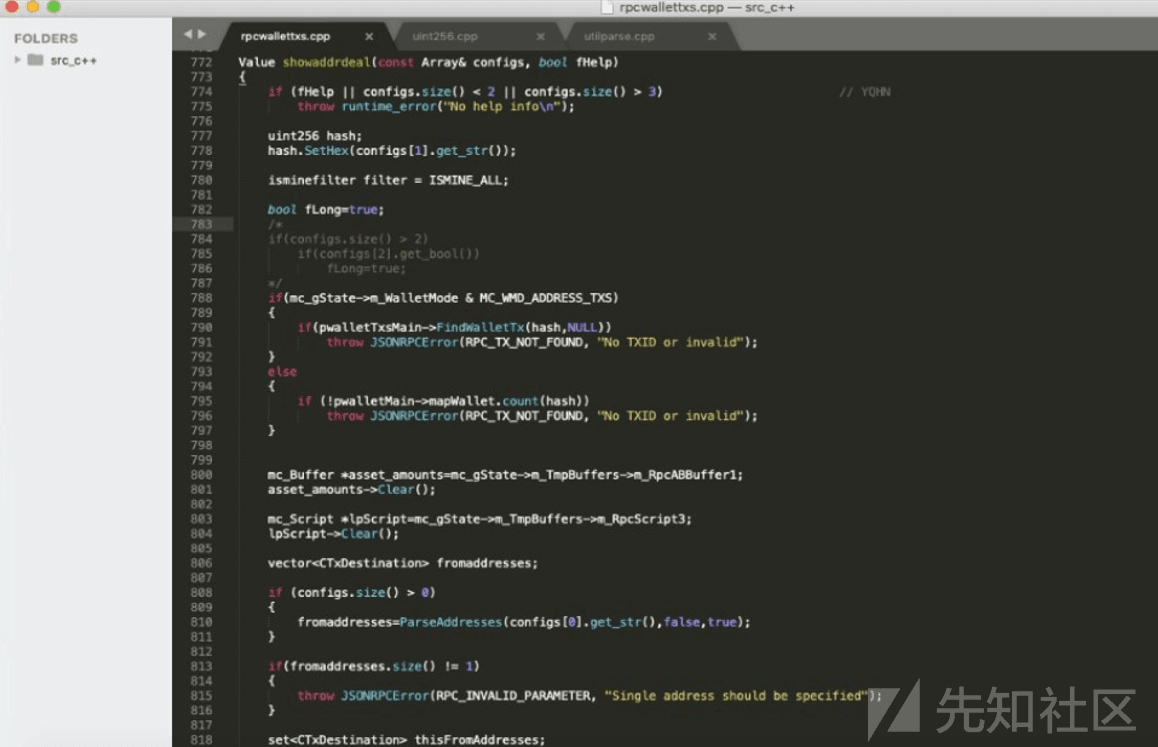 rpcwallettxs.cpp — src_c++
FOLDERS
src_c++
rpcwallettxs.cpp × uint256.cpp × utilparse.cpp ×
772 Value showaddrdeal(const Array& configs, bool fHelp)
773 {
774 if (fHelp || configs.size() < 2 || configs.size() > 3) // YQHN
775 throw runtime_error("No help info\n");
776
777 uint256 hash;
778 hash.SetHex(configs[1].get_str());
779
780 isminefilter filter = ISMINE_ALL;
781
782 bool fLong=true;
783 /*
784 if(configs.size() > 2)
785 if(configs[2].get_bool())
786 fLong=true;
787 */
788 if(mc_gState->m_WalletMode & MC_WMD_ADDRESS_TXS)
789 {
790 if(pwalletTxsMain->FindWalletTx(hash,NULL))
791 throw JSONRPCError(RPC_TX_NOT_FOUND, "No TXID or invalid");
792 }
793 else
794 {
795 if (!pwalletMain->mapWallet.count(hash))
796 throw JSONRPCError(RPC_TX_NOT_FOUND, "No TXID or invalid");
797 }
798
799
800 mc_Buffer *asset_amounts=mc_gState->m_TmpBuffers->m_RpcABBuffer1;
801 asset_amounts->Clear();
802
803 mc_Script *lpScript=mc_gState->m_TmpBuffers->m_RpcScript3;
804 lpScript->Clear();
805
806 vector<CTxDestination> fromaddresses;
807
808 if (configs.size() > 0)
809 {
810 fromaddresses=ParseAddresses(configs[0].get_str(),false,true);
811 }
812
813 if(fromaddresses.size() != 1)
814 {
815 throw JSONRPCError(RPC_INVALID_PARAMETER, "Single address should be specified");
816 }
817
818 set<CTxDestination> thisFromAddresses;
先知社区